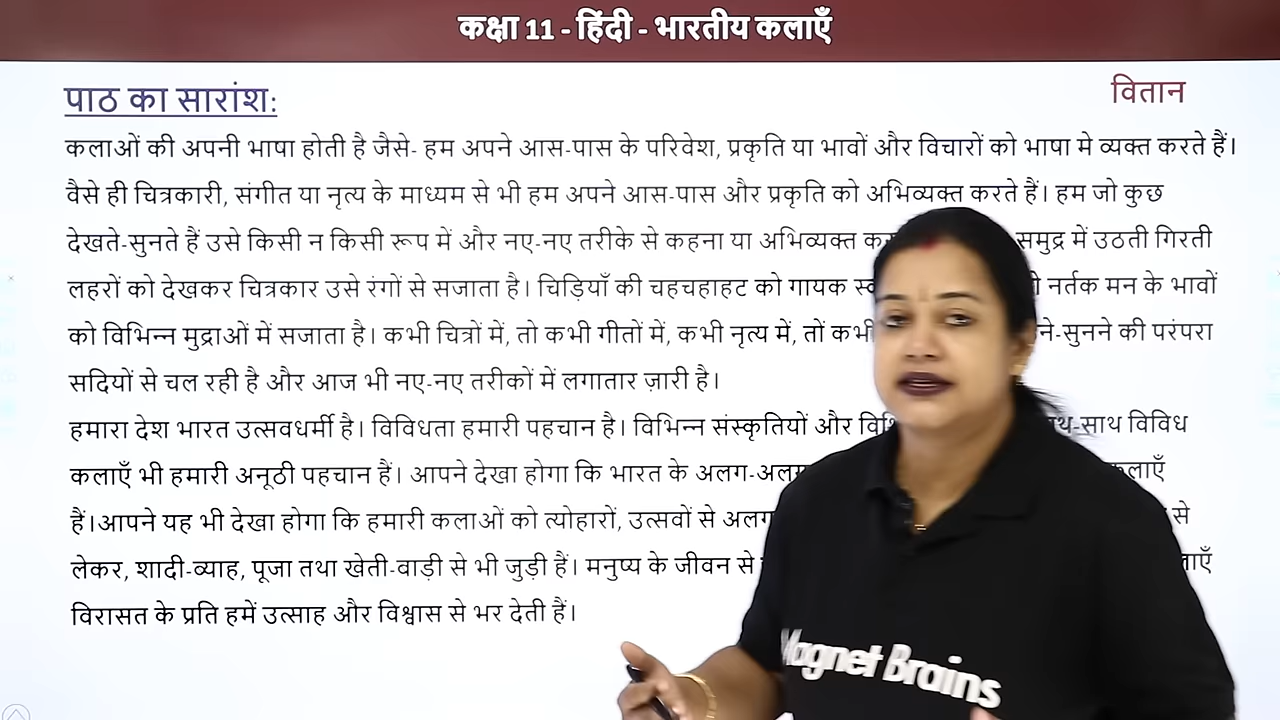 कक्षा 11 - हिंदी - भारतीय कलाएँ
पाठ का सारांश:
वितान
कलाओं की अपनी भाषा होती है जैसे- हम अपने आस-पास के परिवेश, प्रकृति या भावों और विचारों को भाषा मे व्यक्त करते हैं।
वैसे ही चित्रकारी, संगीत या नृत्य के माध्यम से भी हम अपने आस-पास और प्रकृति को अभिव्यक्त करते हैं। हम जो कुछ
देखते-सुनते हैं उसे किसी न किसी रूप में और नए-नए तरीके से कहना या अभिव्यक्त समुद्र में उठती गिरती
लहरों को देखकर चित्रकार उसे रंगों से सजाता है। चिड़ियाँ की चहचहाहट को गायक नर्तक मन के भावों
को विभिन्न मुद्राओं में सजाता है। कभी चित्रों में, तो कभी गीतों में, कभी नृत्य में, तों कभी की परंपरा
सदियों से चल रही है और आज भी नए-नए तरीकों में लगातार ज़ारी है।
हमारा देश भारत उत्सवधर्मी है। विविधता हमारी पहचान है। विभिन्न संस्कृतियों और विविध
कलाएँ भी हमारी अनूठी पहचान हैं। आपने देखा होगा कि भारत के
हैं।आपने यह भी देखा होगा कि हमारी कलाओं को त्योहारों, उत्सवों से से
लेकर, शादी-व्याह, पूजा तथा खेती-वाड़ी से भी जुड़ी हैं। मनुष्य के जीवन से
विरासत के प्रति हमें उत्साह और विश्वास से भर देती हैं।
Magnet Brains